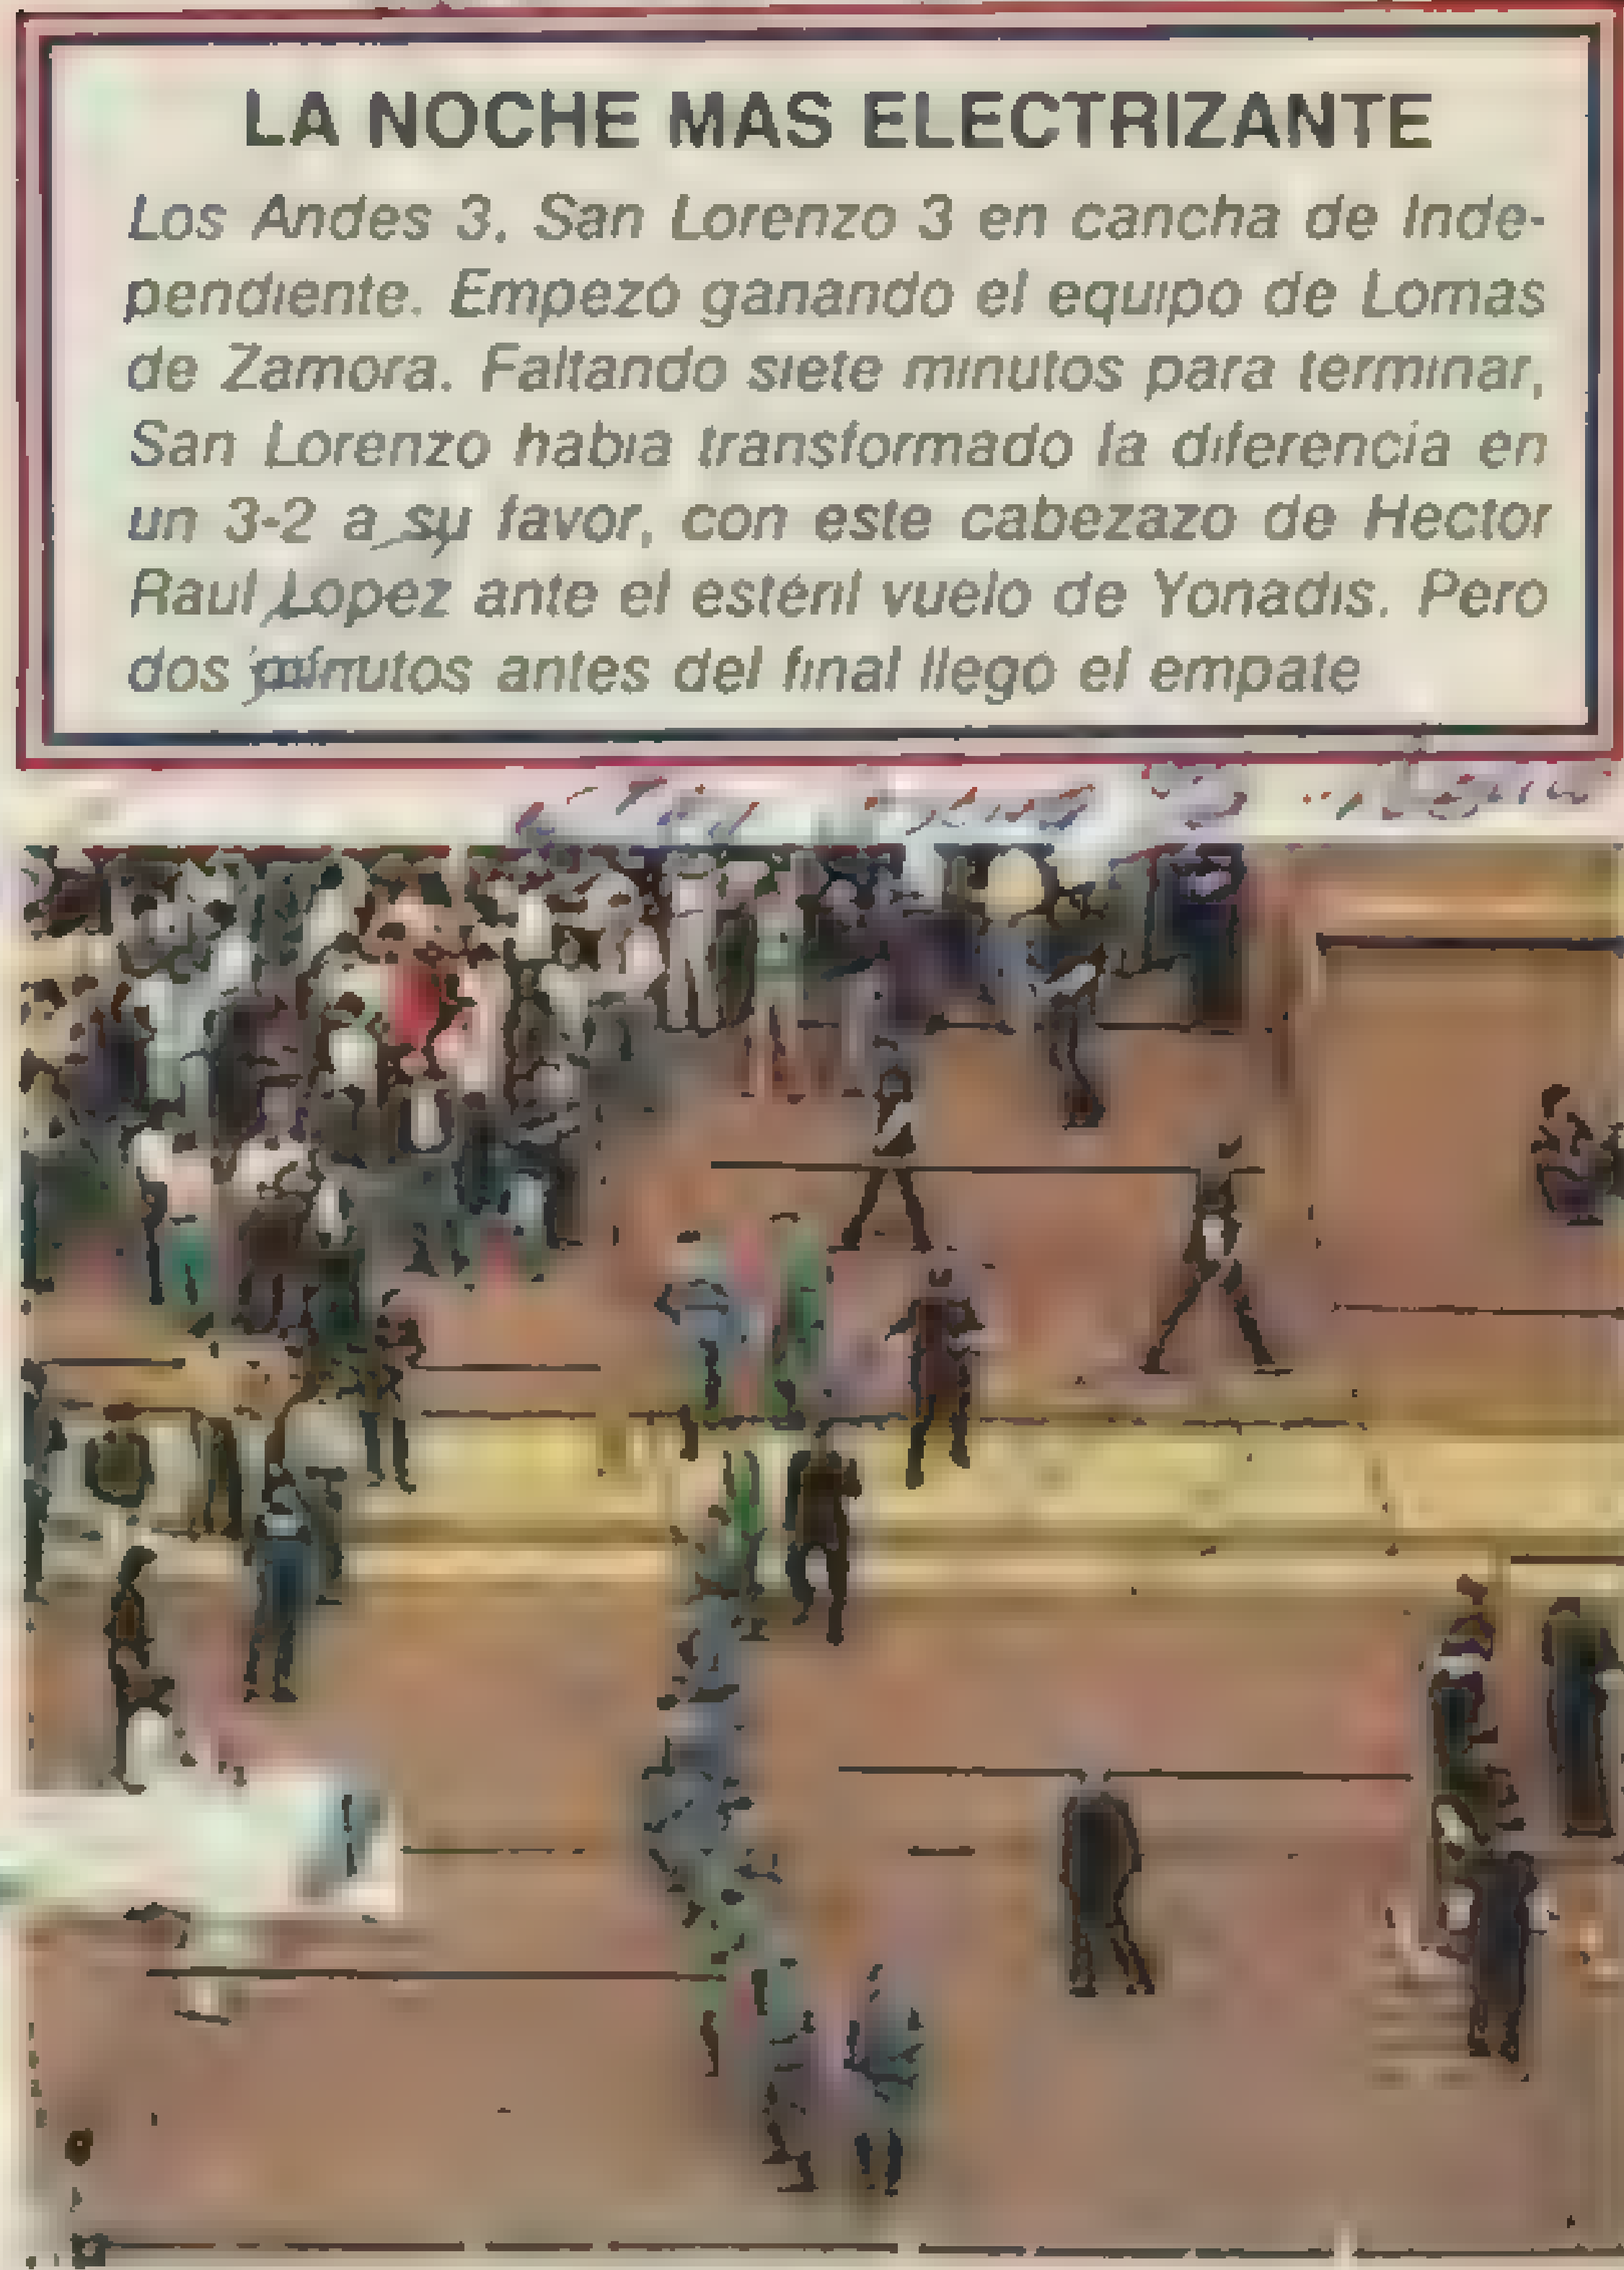 LA NOCHE MAS ELECTRIZANTE
Los Andes 3, San Lorenzo 3 en cancha de Inde-
pendiente. Empezó ganando el equipo de Lomas
de Zamora. Faltando siete minutos para terminar,
San Lorenzo había transformado la diferencia en
un 3-2 a su favor, con este cabezazo de Hector
Raul Lopez ante el estéril vuelo de Yonadis. Pero
dos minutos antes del final llegó el empate